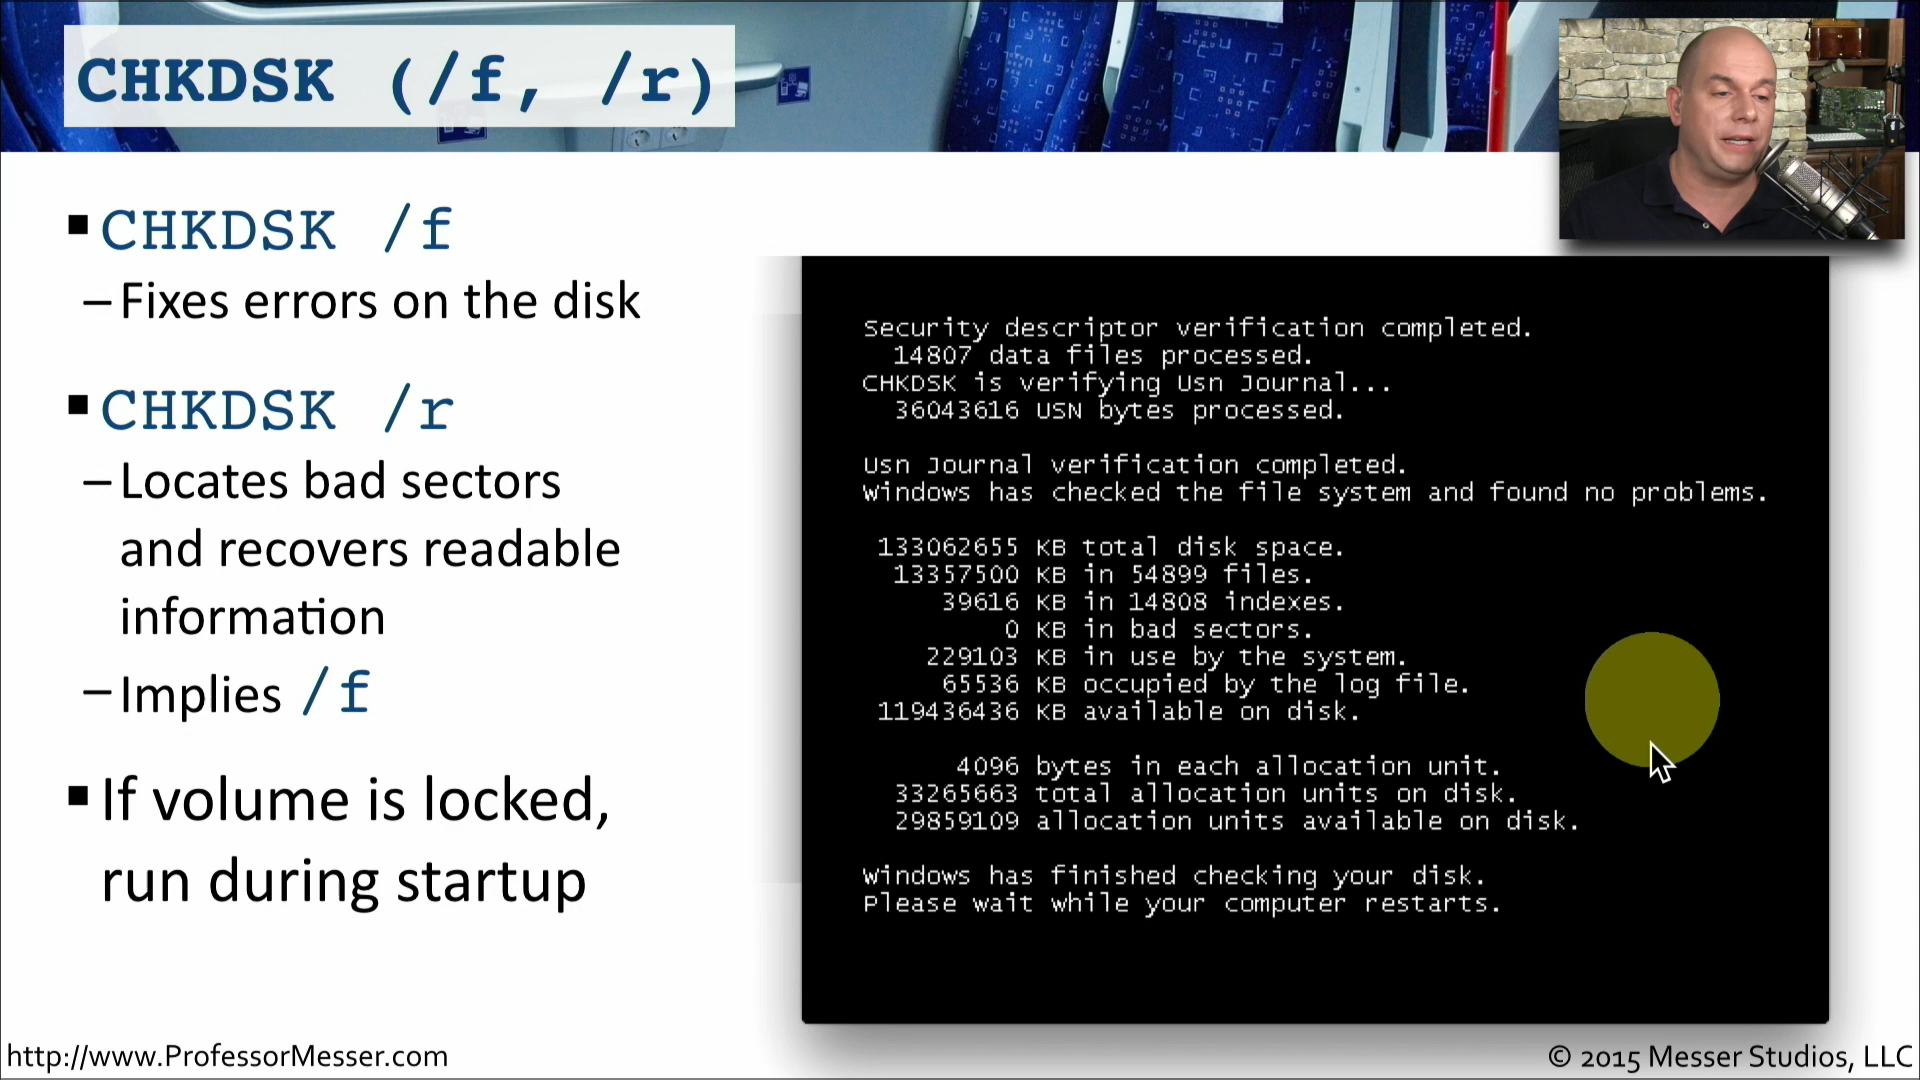 CHKDSK (/f, /r)
▪ CHKDSK /f
– Fixes errors on the disk
▪ CHKDSK /r
– Locates bad sectors
and recovers readable
information
– Implies /f
▪ If volume is locked,
run during startup
Security descriptor verification completed.
14807 data files processed.
CHKDSK is verifying Usn Journal...
36043616 USN bytes processed.
Usn Journal verification completed.
Windows has checked the file system and found no problems.
133062655 KB total disk space.
13357500 KB in 54899 files.
39616 KB in 14808 indexes.
0 KB in bad sectors.
229103 KB in use by the system.
65536 KB occupied by the log file.
119436436 KB available on disk.
4096 bytes in each allocation unit.
33265663 total allocation units on disk.
29859109 allocation units available on disk.
Windows has finished checking your disk.
Please wait while your computer restarts.
http://www.ProfessorMesser.com
© 2015 Messer Studios, LLC